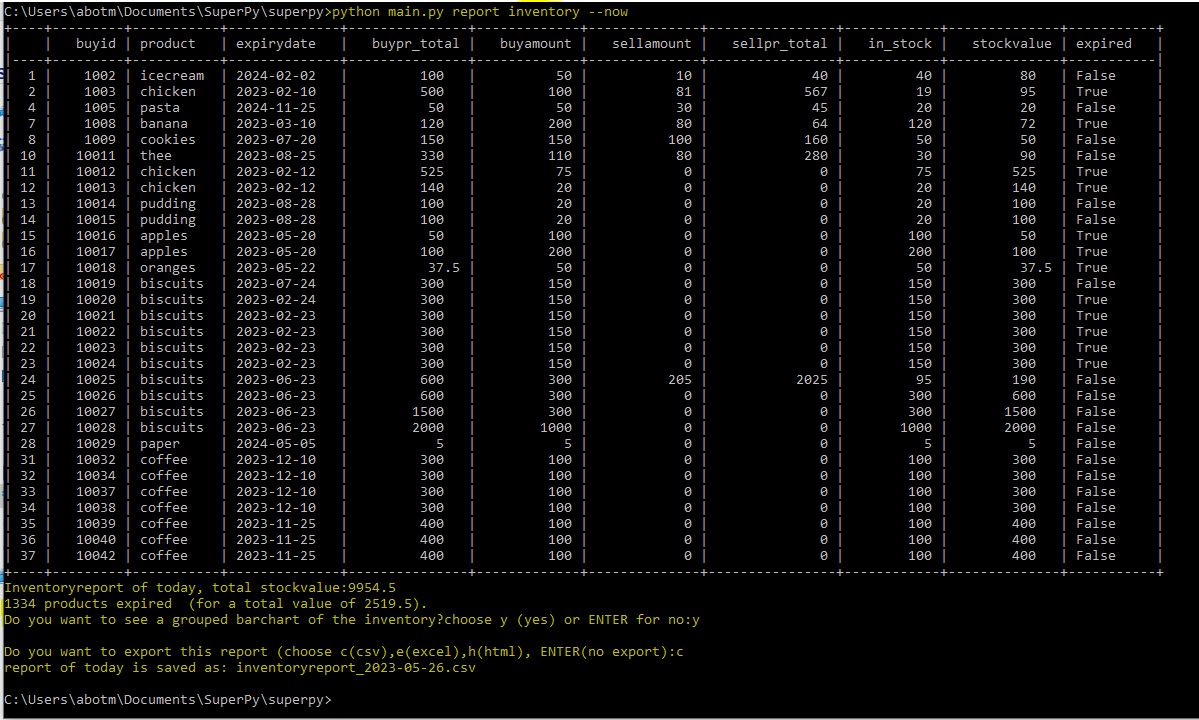 C:\Users\abotm\Documents\SuperPy\superpy>python main.py report inventory --now
+----+---------+-----------+--------------+---------------+-------------+--------------+----------------+------------+--------------+-----------+
|    |   buyid | product   | expirydate   |   buypr_total |   buyamount |   sellamount |   sellpr_total |   in_stock |   stockvalue | expired   |
|----+---------+-----------+--------------+---------------+-------------+--------------+----------------+------------+--------------+-----------|
|  1 |    1002 | icecream  | 2024-02-02   |         100   |          50 |           10 |             40 |         40 |         80   | False     |
|  2 |    1003 | chicken   | 2023-02-10   |         500   |         100 |           81 |            567 |         19 |         95   | True      |
|  4 |    1005 | pasta     | 2024-11-25   |          50   |          50 |           30 |             45 |         20 |         20   | False     |
|  7 |    1008 | banana    | 2023-03-10   |         120   |         200 |           80 |             64 |        120 |         72   | True      |
|  8 |    1009 | cookies   | 2023-07-20   |         150   |         150 |          100 |            160 |         50 |         50   | False     |
| 10 |   10011 | thee      | 2023-08-25   |         330   |         110 |           80 |            280 |         30 |         90   | False     |
| 11 |   10012 | chicken   | 2023-02-12   |         525   |          75 |            0 |              0 |         75 |        525   | True      |
| 12 |   10013 | chicken   | 2023-02-12   |         140   |          20 |            0 |              0 |         20 |        140   | True      |
| 13 |   10014 | pudding   | 2023-08-28   |         100   |          20 |            0 |              0 |         20 |        100   | False     |
| 14 |   10015 | pudding   | 2023-08-28   |         100   |          20 |            0 |              0 |         20 |        100   | False     |
| 15 |   10016 | apples    | 2023-05-20   |          50   |         100 |            0 |              0 |        100 |         50   | True      |
| 16 |   10017 | apples    | 2023-05-20   |         100   |         200 |            0 |              0 |        200 |        100   | True      |
| 17 |   10018 | oranges   | 2023-05-22   |          37.5 |          50 |            0 |              0 |         50 |         37.5 | True      |
| 18 |   10019 | biscuits  | 2023-07-24   |         300   |         150 |            0 |              0 |        150 |        300   | False     |
| 19 |   10020 | biscuits  | 2023-02-24   |         300   |         150 |            0 |              0 |        150 |        300   | True      |
| 20 |   10021 | biscuits  | 2023-02-23   |         300   |         150 |            0 |              0 |        150 |        300   | True      |
| 21 |   10022 | biscuits  | 2023-02-23   |         300   |         150 |            0 |              0 |        150 |        300   | True      |
| 22 |   10023 | biscuits  | 2023-02-23   |         300   |         150 |            0 |              0 |        150 |        300   | True      |
| 23 |   10024 | biscuits  | 2023-02-23   |         300   |         150 |            0 |              0 |        150 |        300   | True      |
| 24 |   10025 | biscuits  | 2023-06-23   |         600   |         300 |          205 |           2025 |         95 |        190   | False     |
| 25 |   10026 | biscuits  | 2023-06-23   |         600   |         300 |            0 |              0 |        300 |        600   | False     |
| 26 |   10027 | biscuits  | 2023-06-23   |        1500   |         300 |            0 |              0 |        300 |       1500   | False     |
| 27 |   10028 | biscuits  | 2023-06-23   |        2000   |        1000 |            0 |              0 |       1000 |       2000   | False     |
| 28 |   10029 | paper     | 2024-05-05   |           5   |           5 |            0 |              0 |          5 |          5   | False     |
| 31 |   10032 | coffee    | 2023-12-10   |         300   |         100 |            0 |              0 |        100 |        300   | False     |
| 32 |   10034 | coffee    | 2023-12-10   |         300   |         100 |            0 |              0 |        100 |        300   | False     |
| 33 |   10037 | coffee    | 2023-12-10   |         300   |         100 |            0 |              0 |        100 |        300   | False     |
| 34 |   10038 | coffee    | 2023-12-10   |         300   |         100 |            0 |              0 |        100 |        300   | False     |
| 35 |   10039 | coffee    | 2023-11-25   |         400   |         100 |            0 |              0 |        100 |        400   | False     |
| 36 |   10040 | coffee    | 2023-11-25   |         400   |         100 |            0 |              0 |        100 |        400   | False     |
| 37 |   10042 | coffee    | 2023-11-25   |         400   |         100 |            0 |              0 |        100 |        400   | False     |
+----+---------+-----------+--------------+---------------+-------------+--------------+----------------+------------+--------------+-----------+
Inventoryreport of today, total stockvalue:9954.5
1334 products expired  (for a total value of 2519.5).
Do you want to see a grouped barchart of the inventory?choose y (yes) or ENTER for no:y
Do you want to export this report (choose c(csv),e(excel),h(html), ENTER(no export):c
report of today is saved as: inventoryreport_2023-05-26.csv
C:\Users\abotm\Documents\SuperPy\superpy>